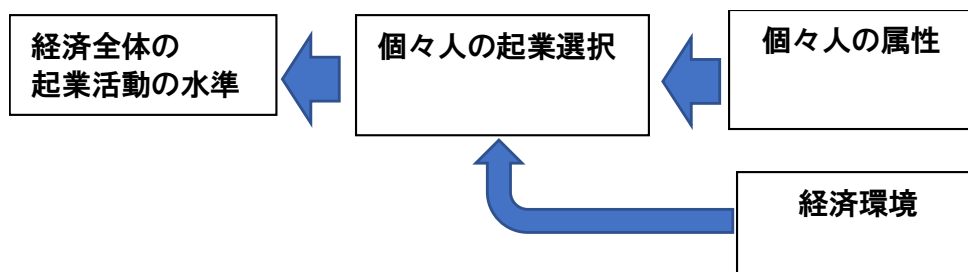 経済全体の
起業活動の水準
個々人の起業選択
個々人の属性
経済環境